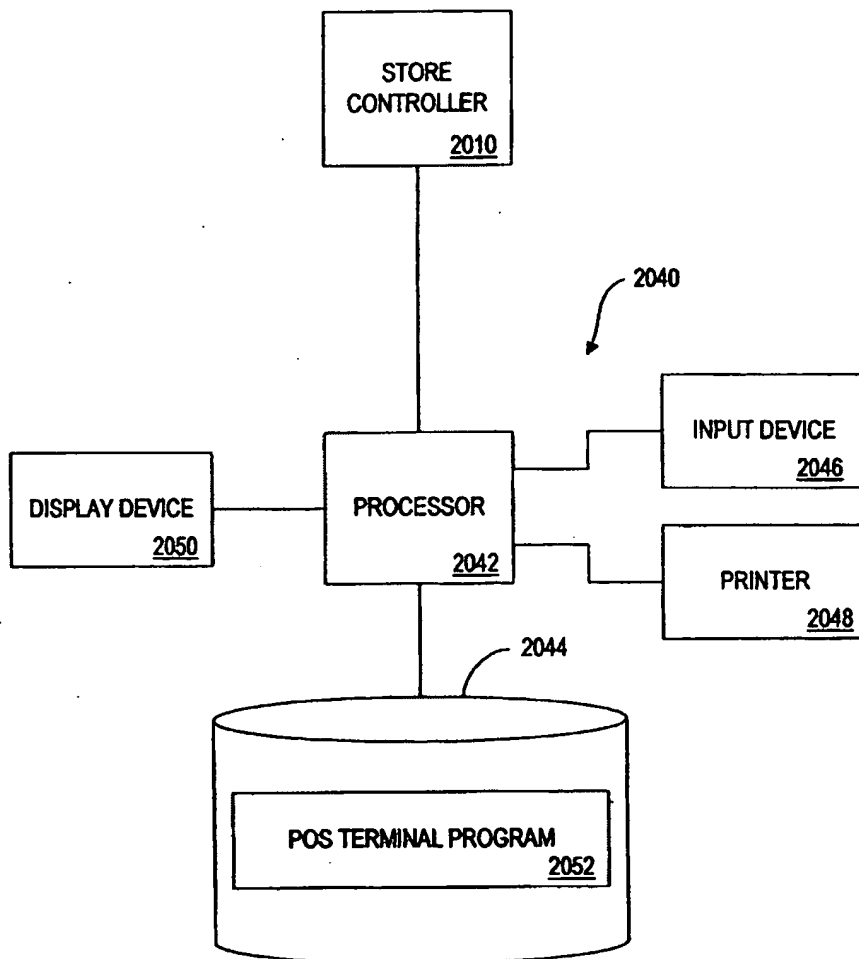 STORE
CONTROLLER
2010
2040
INPUT DEVICE
2046
DISPLAY DEVICE
2050
PROCESSOR
2042
PRINTER
2048
2044
POS TERMINAL PROGRAM
2052